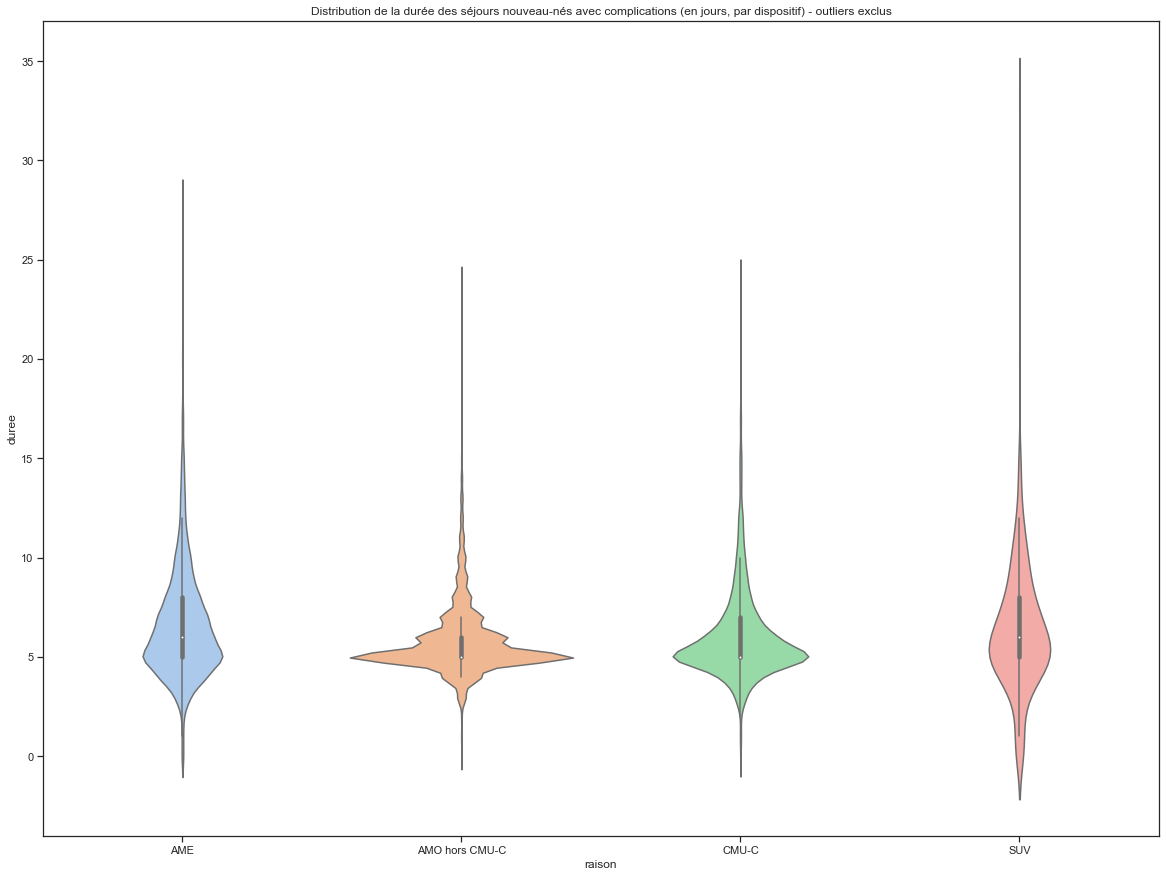 Distribution de la durée des séjours nouveau-nés avec complications (en jours, par dispositif) - outliers exclus
35
30
25
20
15
10
5
0
duree
AME
AMO hors CMU-C
CMU-C
SUV
raison